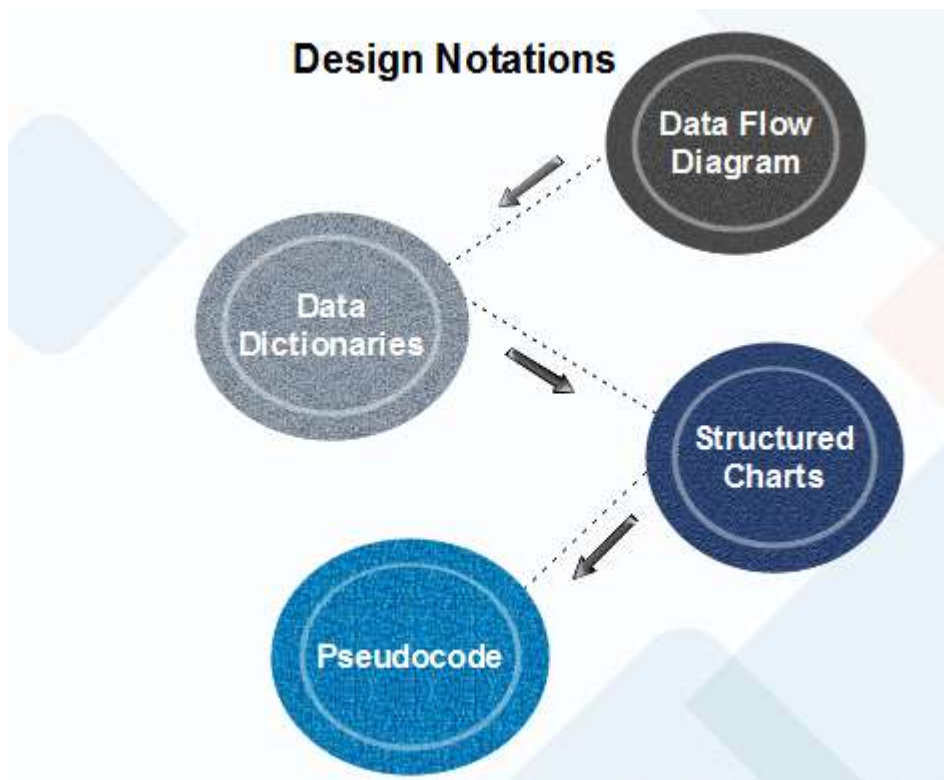 Design Notations
Data Flow
Diagram
Data
Dictionaries
Structured
Charts
Pseudocode